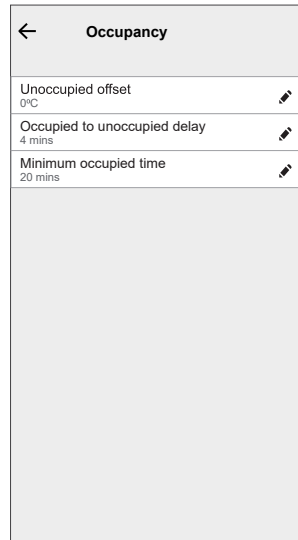 Occupancy
Unoccupied offset
0ºC
Occupied to unoccupied delay
4 mins
Minimum occupied time
20 mins